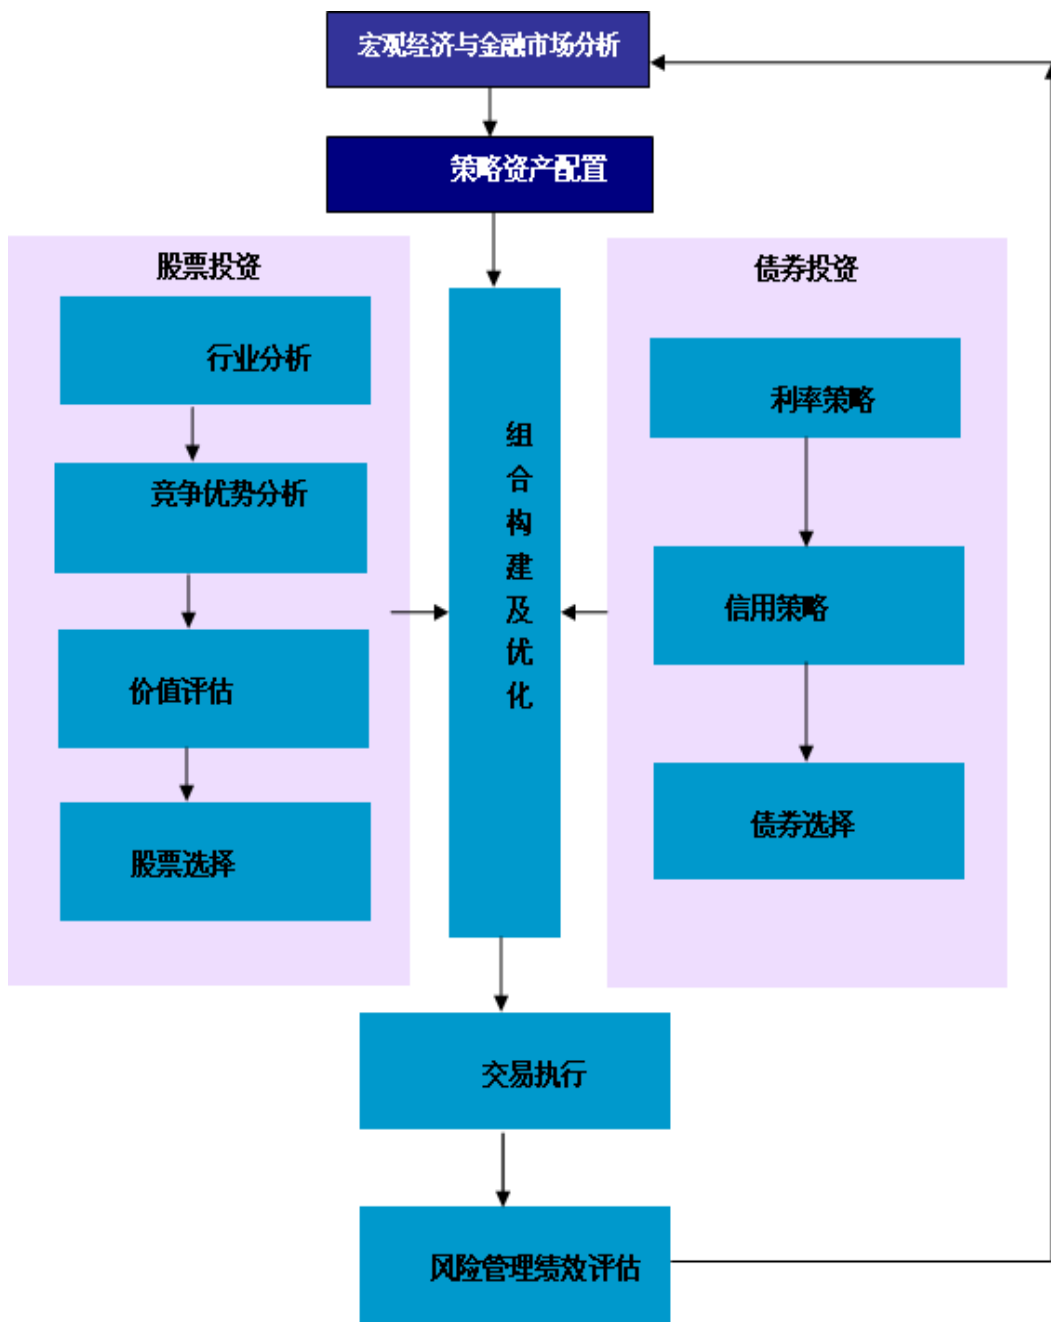 宏观经济与金融市场分析
策略资产配置
股票投资
行业分析
竞争优势分析
价值评估
股票选择
组
合
构
建
及
优
化
债券投资
利率策略
信用策略
债券选择
交易执行
风险管理绩效评估